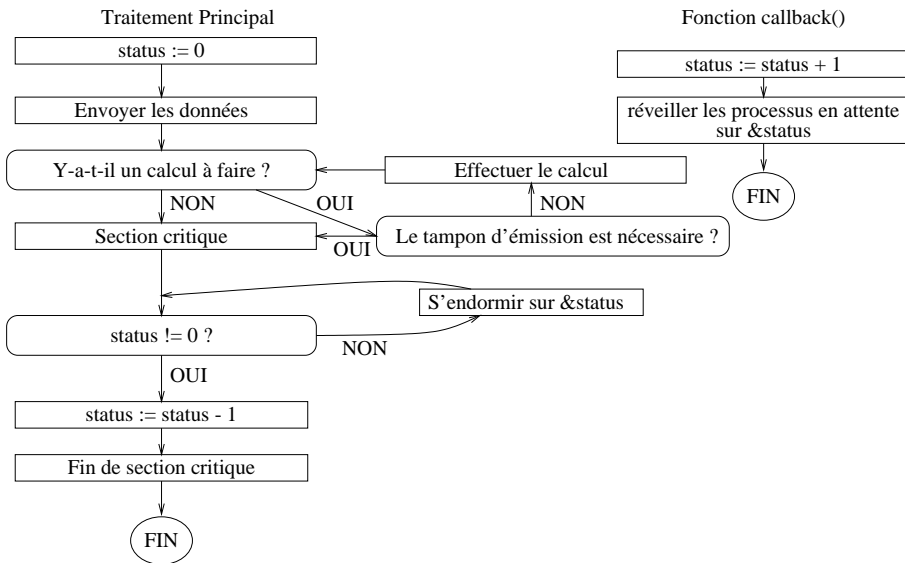 Traitement Principal
status := 0
Envoyer les données
Y-a-t-il un calcul à faire ?
Effectuer le calcul
NON
OUI
NON
Section critique
OUI
Le tampon d'émission est nécessaire ?
S'endormir sur &status
status != 0 ?
NON
OUI
status := status - 1
Fin de section critique
FIN
Fonction callback()
status := status + 1
réveiller les processus en attente
sur &status
FIN